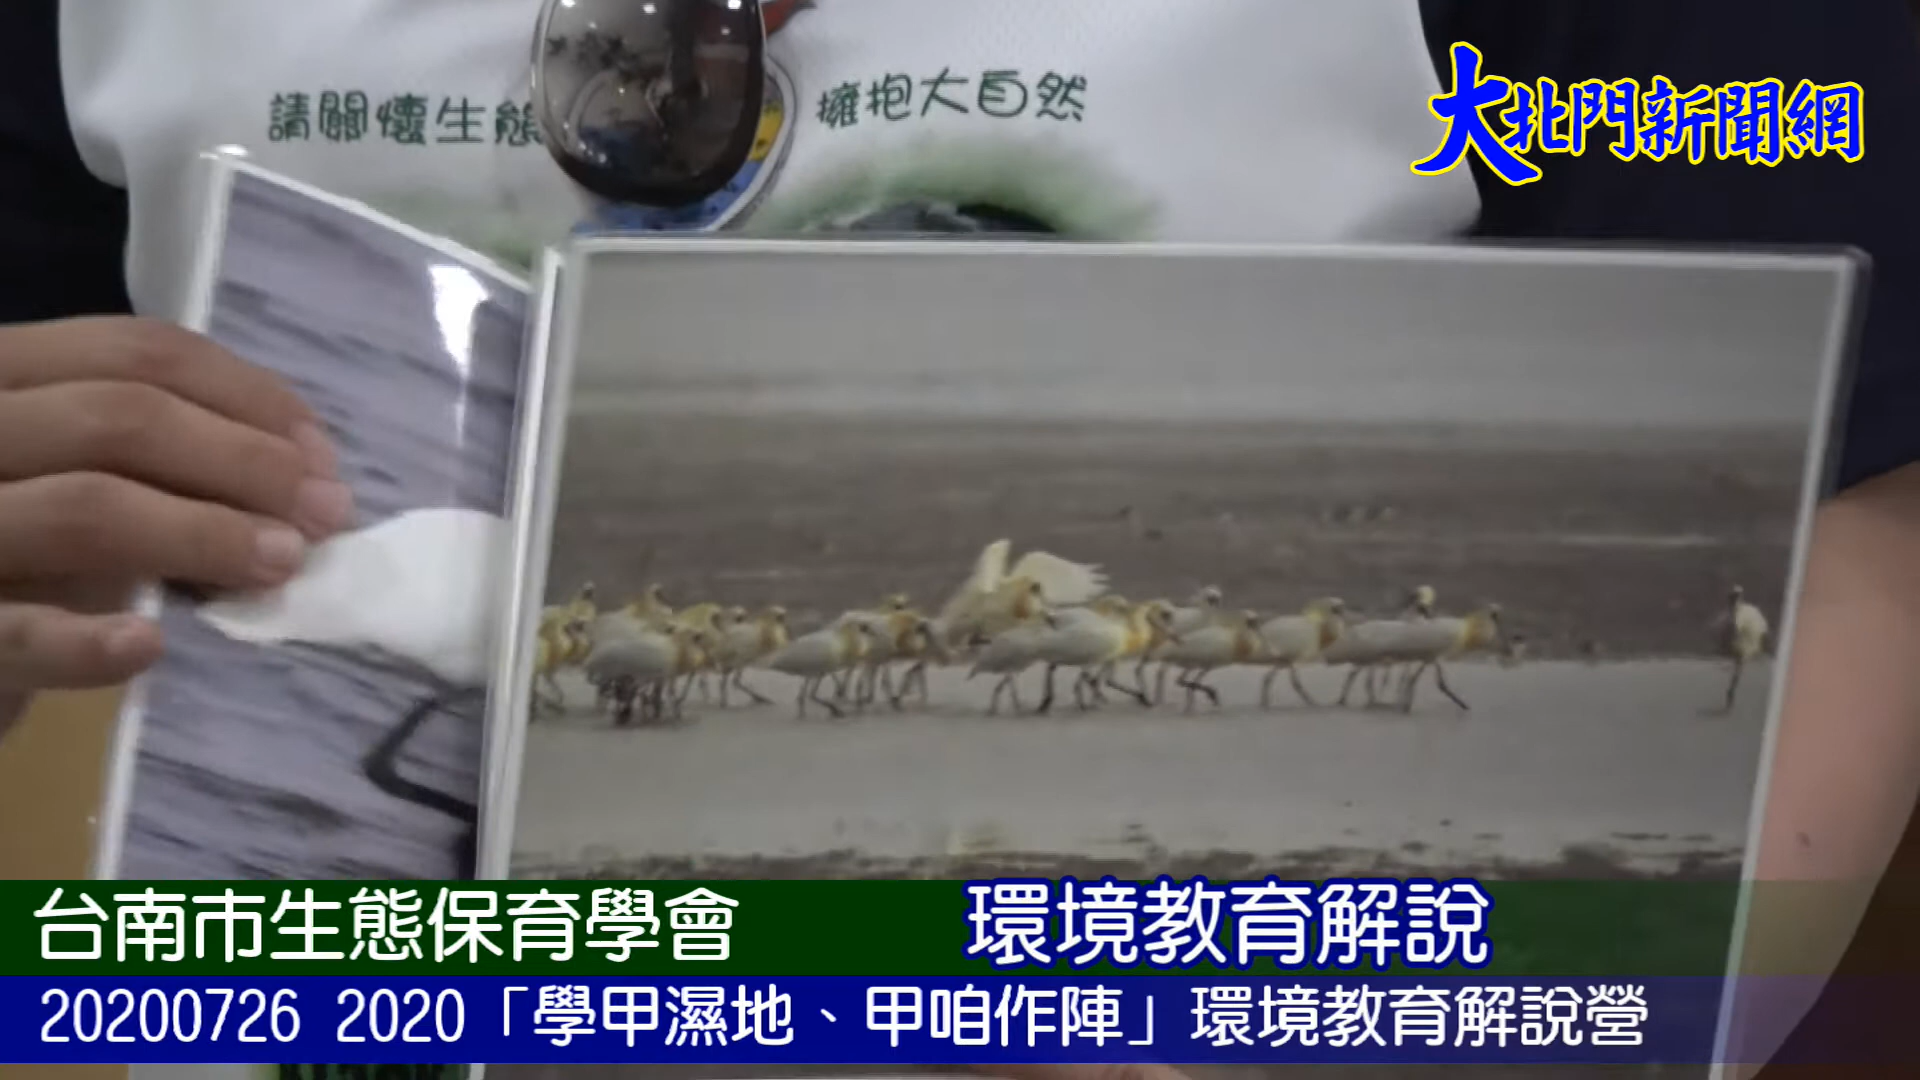 請關懷生態
擁抱大自然
大北門新聞網
台南市生態保育學會
環境教育解說
20200726 2020「學甲濕地、甲咱作陣」環境教育解說營